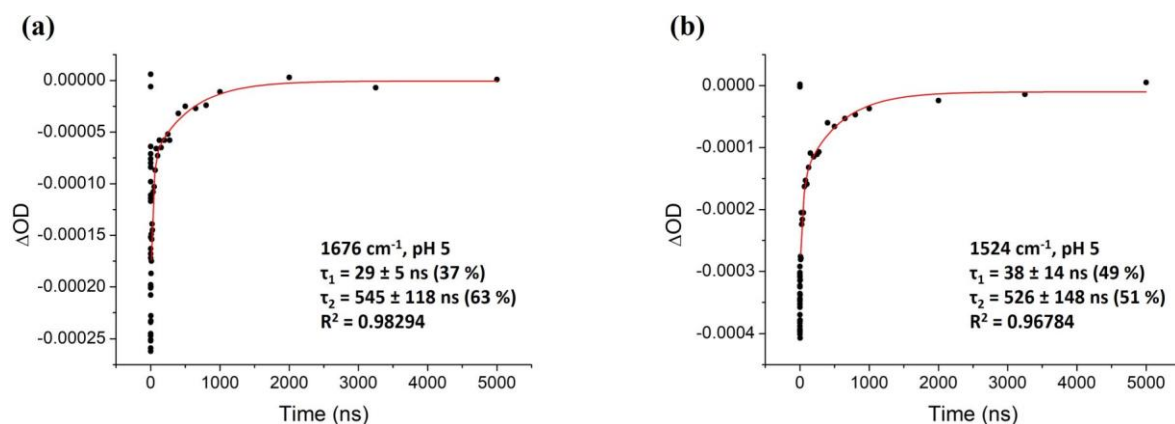 (a)
0.00000
-0.00005
-0.00010
-0.00015
-0.00020
-0.00025
ΔOD
1676 cm⁻¹, pH 5
τ₁ = 29 ± 5 ns (37 %)
τ₂ = 545 ± 118 ns (63 %)
R² = 0.98294
0 1000 2000 3000 4000 5000
Time (ns)
(b)
0.0000
-0.0001
-0.0002
-0.0003
-0.0004
ΔOD
1524 cm⁻¹, pH 5
τ₁ = 38 ± 14 ns (49 %)
τ₂ = 526 ± 148 ns (51 %)
R² = 0.96784
0 1000 2000 3000 4000 5000
Time (ns)